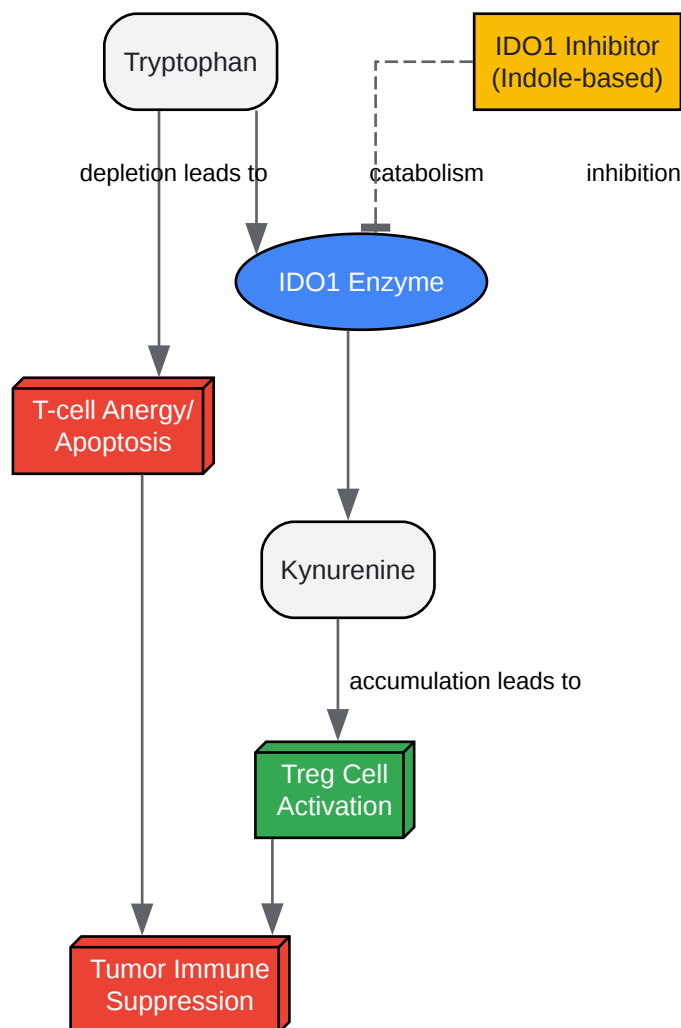 Tryptophan
IDO1 Inhibitor
(Indole-based)
depletion leads to
catabolism
inhibition
IDO1 Enzyme
T-cell Anergy/
Apoptosis
Kynurenine
accumulation leads to
Treg Cell
Activation
Tumor Immune
Suppression